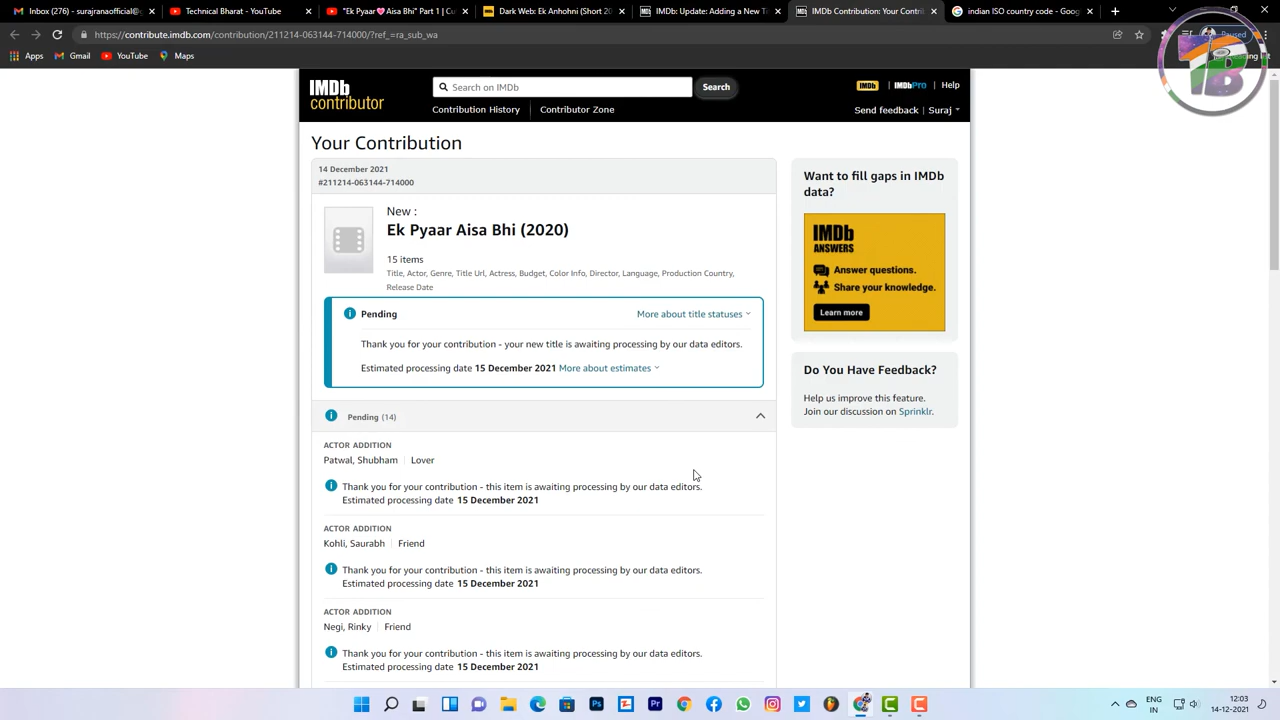 Inbox (276) - surajranaofficial@g
Technical Bharat - YouTube
"Ek Pyaar Aisa Bhi" Part 1 | Cu
Dark Web: Ek Anhohni (Short 20
IMDb: Update: Adding a New T
IMDb Contribution: Your Contri
indian ISO country code - Goog
contribute.imdb.com/contribution/211214-063144-714000/?ref_=ra_sub_wa
Paused
Apps
Gmail
YouTube
Maps
IMDb
contributor
Search on IMDb
Search
IMDb
IMDbPro
Help
Contribution History
Contributor Zone
Send feedback
Suraj
Your Contribution
14 December 2021
#211214-063144-714000
New :
Ek Pyaar Aisa Bhi (2020)
15 items
Title, Actor, Genre, Title Url, Actress, Budget, Color Info, Director, Language, Production Country,
Release Date
Pending
More about title statuses
Thank you for your contribution - your new title is awaiting processing by our data editors.
Estimated processing date 15 December 2021 More about estimates
Pending (14)
ACTOR ADDITION
Patwal, Shubham | Lover
Thank you for your contribution - this item is awaiting processing by our data editors.
Estimated processing date 15 December 2021
ACTOR ADDITION
Kohli, Saurabh | Friend
Thank you for your contribution - this item is awaiting processing by our data editors.
Estimated processing date 15 December 2021
ACTOR ADDITION
Negi, Rinky | Friend
Thank you for your contribution - this item is awaiting processing by our data editors.
Estimated processing date 15 December 2021
Want to fill gaps in IMDb
data?
IMDb
ANSWERS
Answer questions.
Share your knowledge.
Learn more
Do You Have Feedback?
Help us improve this feature.
Join our discussion on Sprinklr.
ENG
IN
12:03
14-12-2021